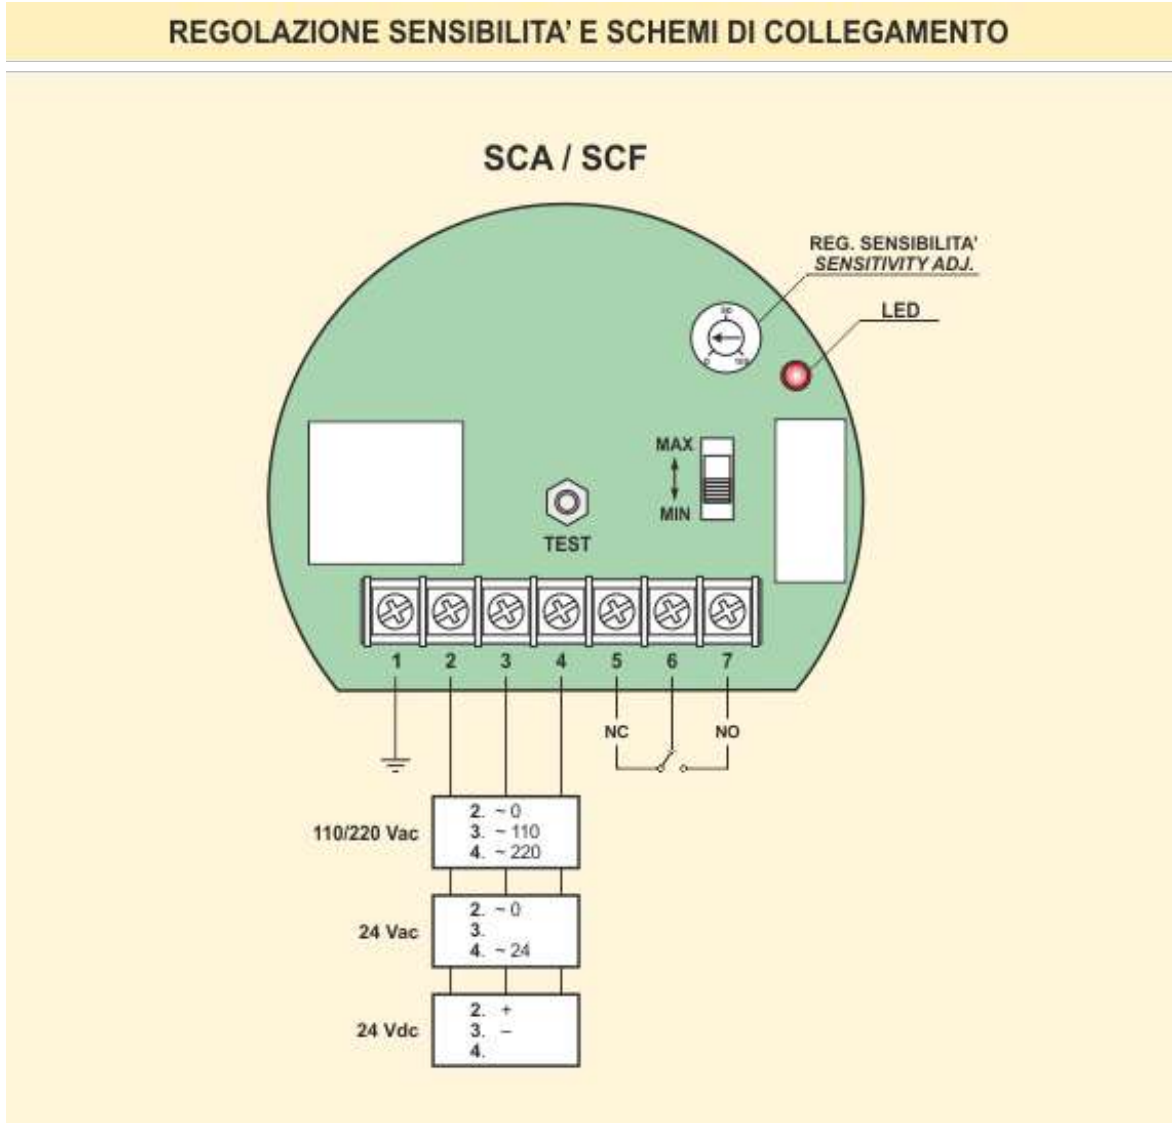 REGOLAZIONE SENSIBILITA' E SCHEMI DI COLLEGAMENTO
SCA / SCF
REG. SENSIBILITA'
SENSITIVITY ADJ.
LED
MAX
MIN
TEST
1 2 3 4 5 6 7
NC NO
110/220 Vac
2. ~ 0
3. ~ 110
4. ~ 220
24 Vac
2. ~ 0
3.
4. ~ 24
24 Vdc
2. +
3. –
4.